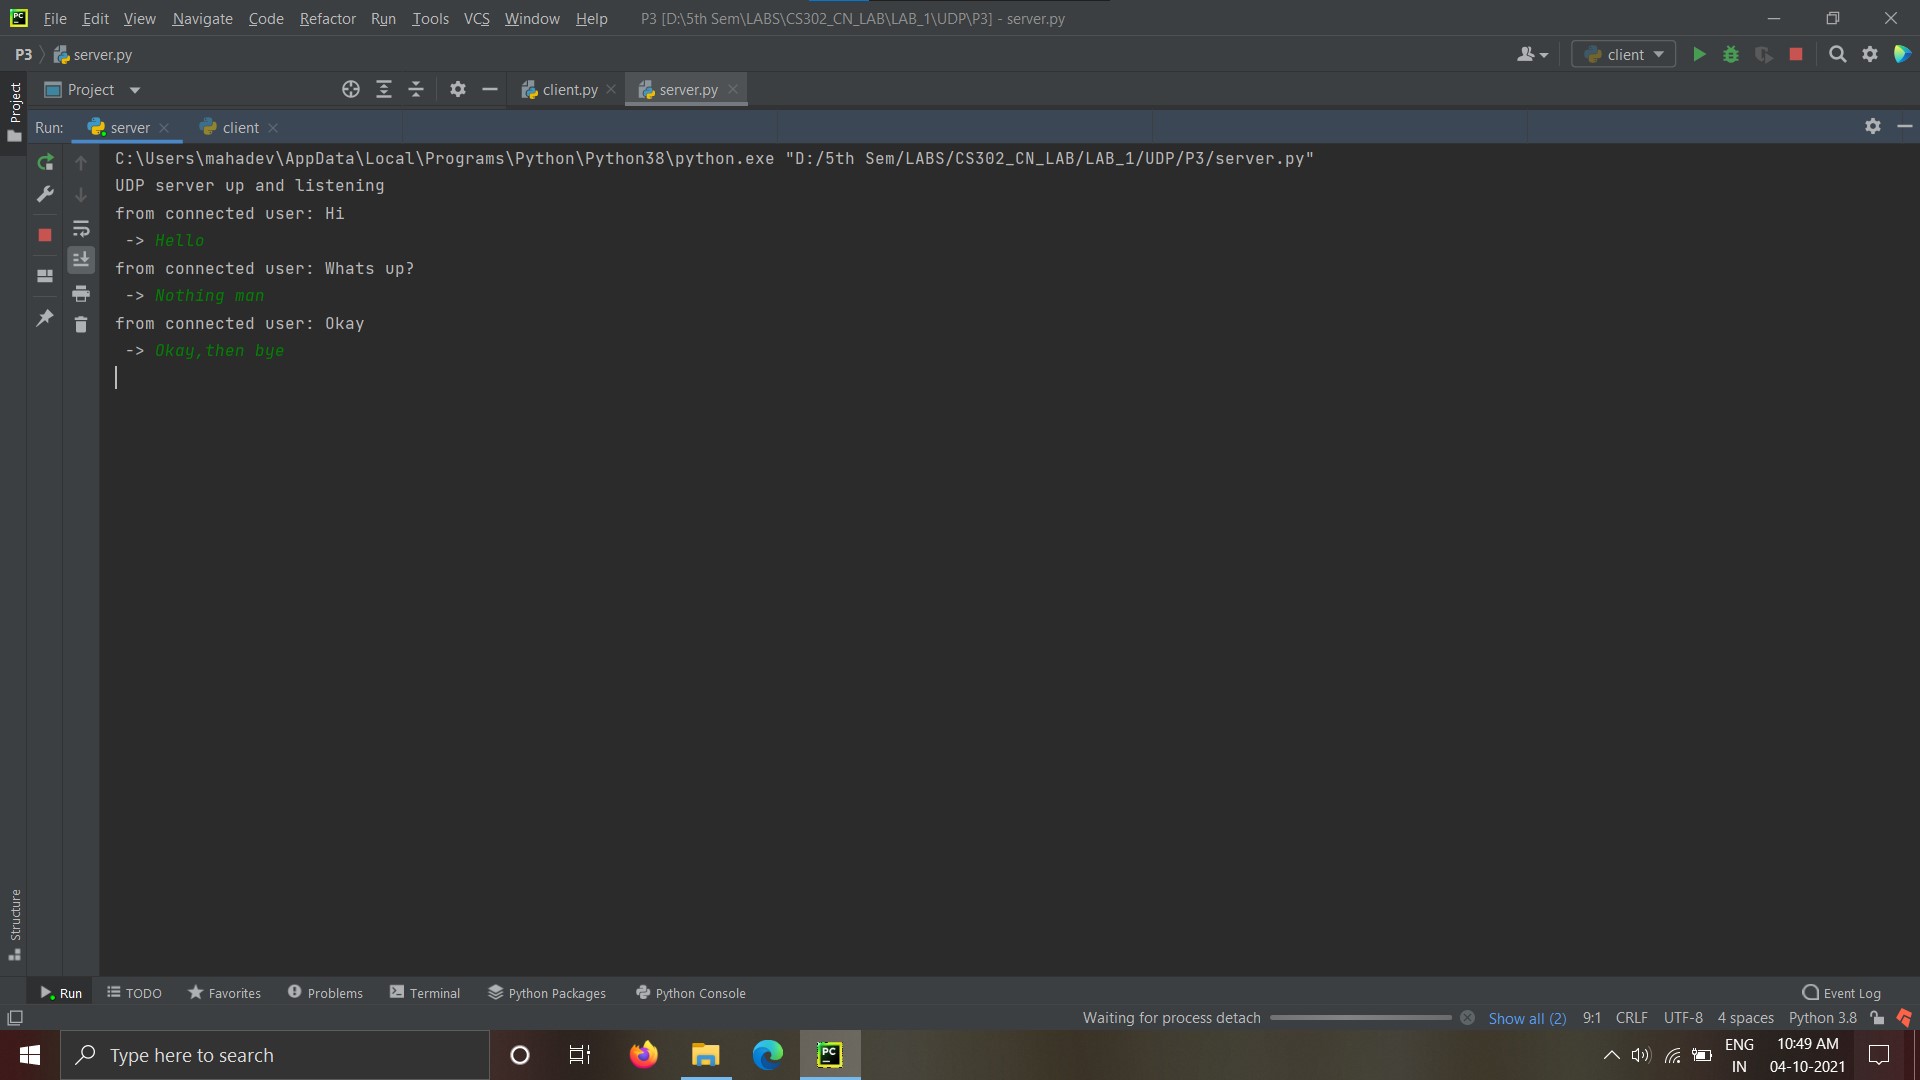 File Edit View Navigate Code Refactor Run Tools VCS Window Help P3 [D:\5th Sem\LABS\CS302_CN_LAB\LAB_1\UDP\P3] - server.py
P3 server.py client
Project Project client.py server.py
Run: server client
C:\Users\mahadev\AppData\Local\Programs\Python\Python38\python.exe "D:/5th Sem/LABS/CS302_CN_LAB/LAB_1/UDP/P3/server.py"
UDP server up and listening
from connected user: Hi
-> Hello
from connected user: Whats up?
-> Nothing man
from connected user: Okay
-> Okay,then bye
Structure
Run TODO Favorites Problems Terminal Python Packages Python Console Event Log
Waiting for process detach Show all (2) 9:1 CRLF UTF-8 4 spaces Python 3.8
Type here to search PC ENG 10:49 AM
IN 04-10-2021